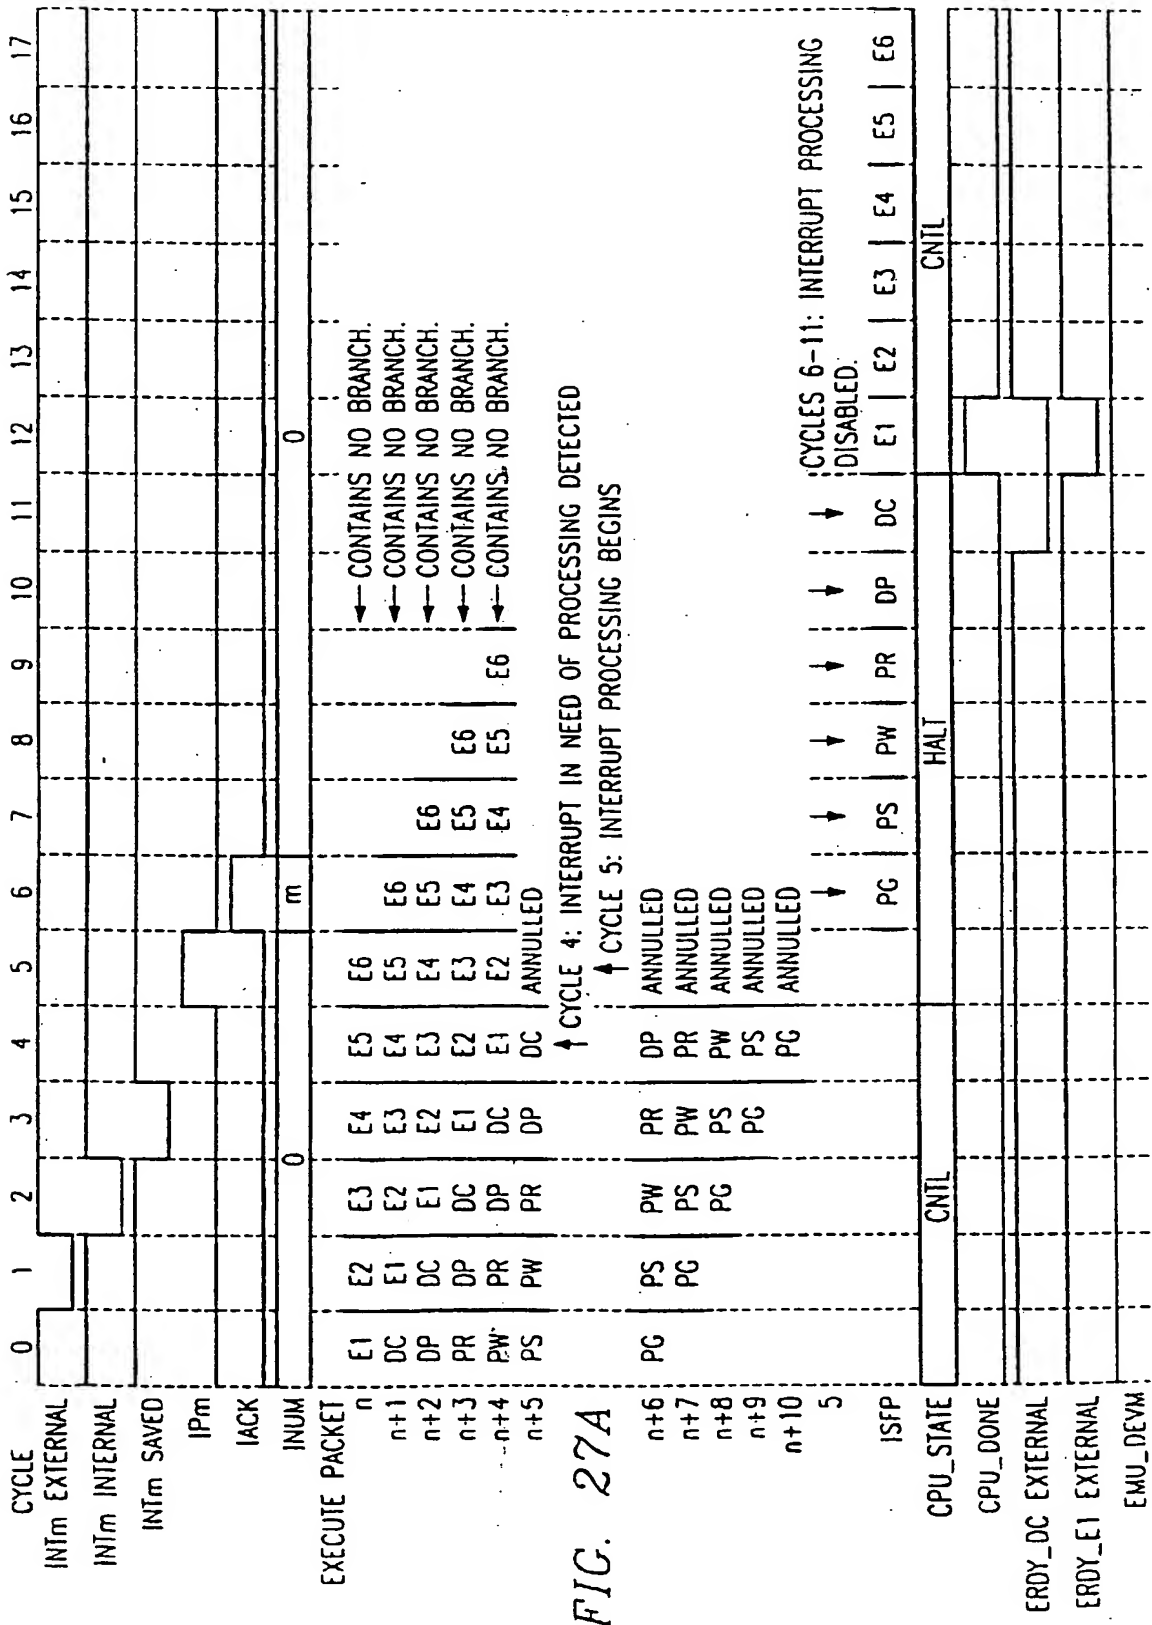 CYCLE 0 1 2 3 4 5 6 7 8 9 10 11 12 13 14 15 16 17
INTm EXTERNAL
INTm INTERNAL
INTm SAVED
IPm
IACK
INUM 0 m 0
EXECUTE PACKET
n E1 E2 E3 E4 E5 E6 CONTAINS NO BRANCH.
n+1 DC E1 E2 E3 E4 E5 E6 CONTAINS NO BRANCH.
n+2 DP DC E1 E2 E3 E4 E5 E6 CONTAINS NO BRANCH.
n+3 PR DP DC E1 E2 E3 E4 E5 E6 CONTAINS NO BRANCH.
n+4 PW PR DP DC E1 E2 E3 E4 E5 E6 CONTAINS NO BRANCH.
n+5 PS PW PR DP DC ANNULLED
CYCLE 4: INTERRUPT IN NEED OF PROCESSING DETECTED
FIG. 27A
CYCLE 5: INTERRUPT PROCESSING BEGINS
n+6 PG PS PW PR DP ANNULLED
n+7 PG PS PW PR ANNULLED
n+8 PG PS PW ANNULLED
n+9 PG PS ANNULLED
n+10 PG ANNULLED
5 CYCLES 6-11: INTERRUPT PROCESSING
DISABLED.
ISFP PG PS PW PR DP DC E1 E2 E3 E4 E5 E6
CPU_STATE CNTL HALT CNTL
CPU_DONE
ERDY_DC EXTERNAL
ERDY_E1 EXTERNAL
EMU_DEVM